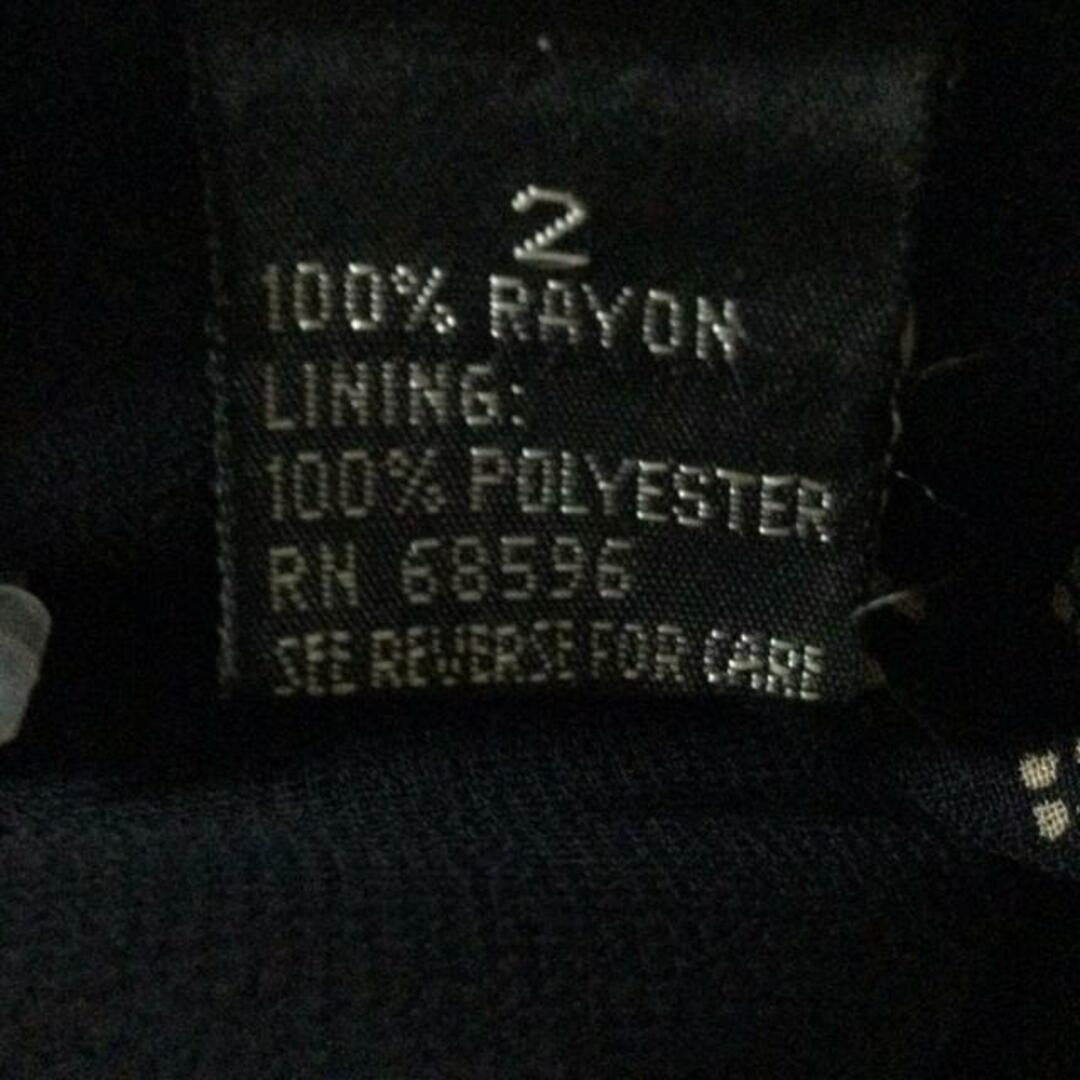 2
100% RAYON
LINING:
100% POLYESTER
RN 68596
SEE REVERSE FOR CARE